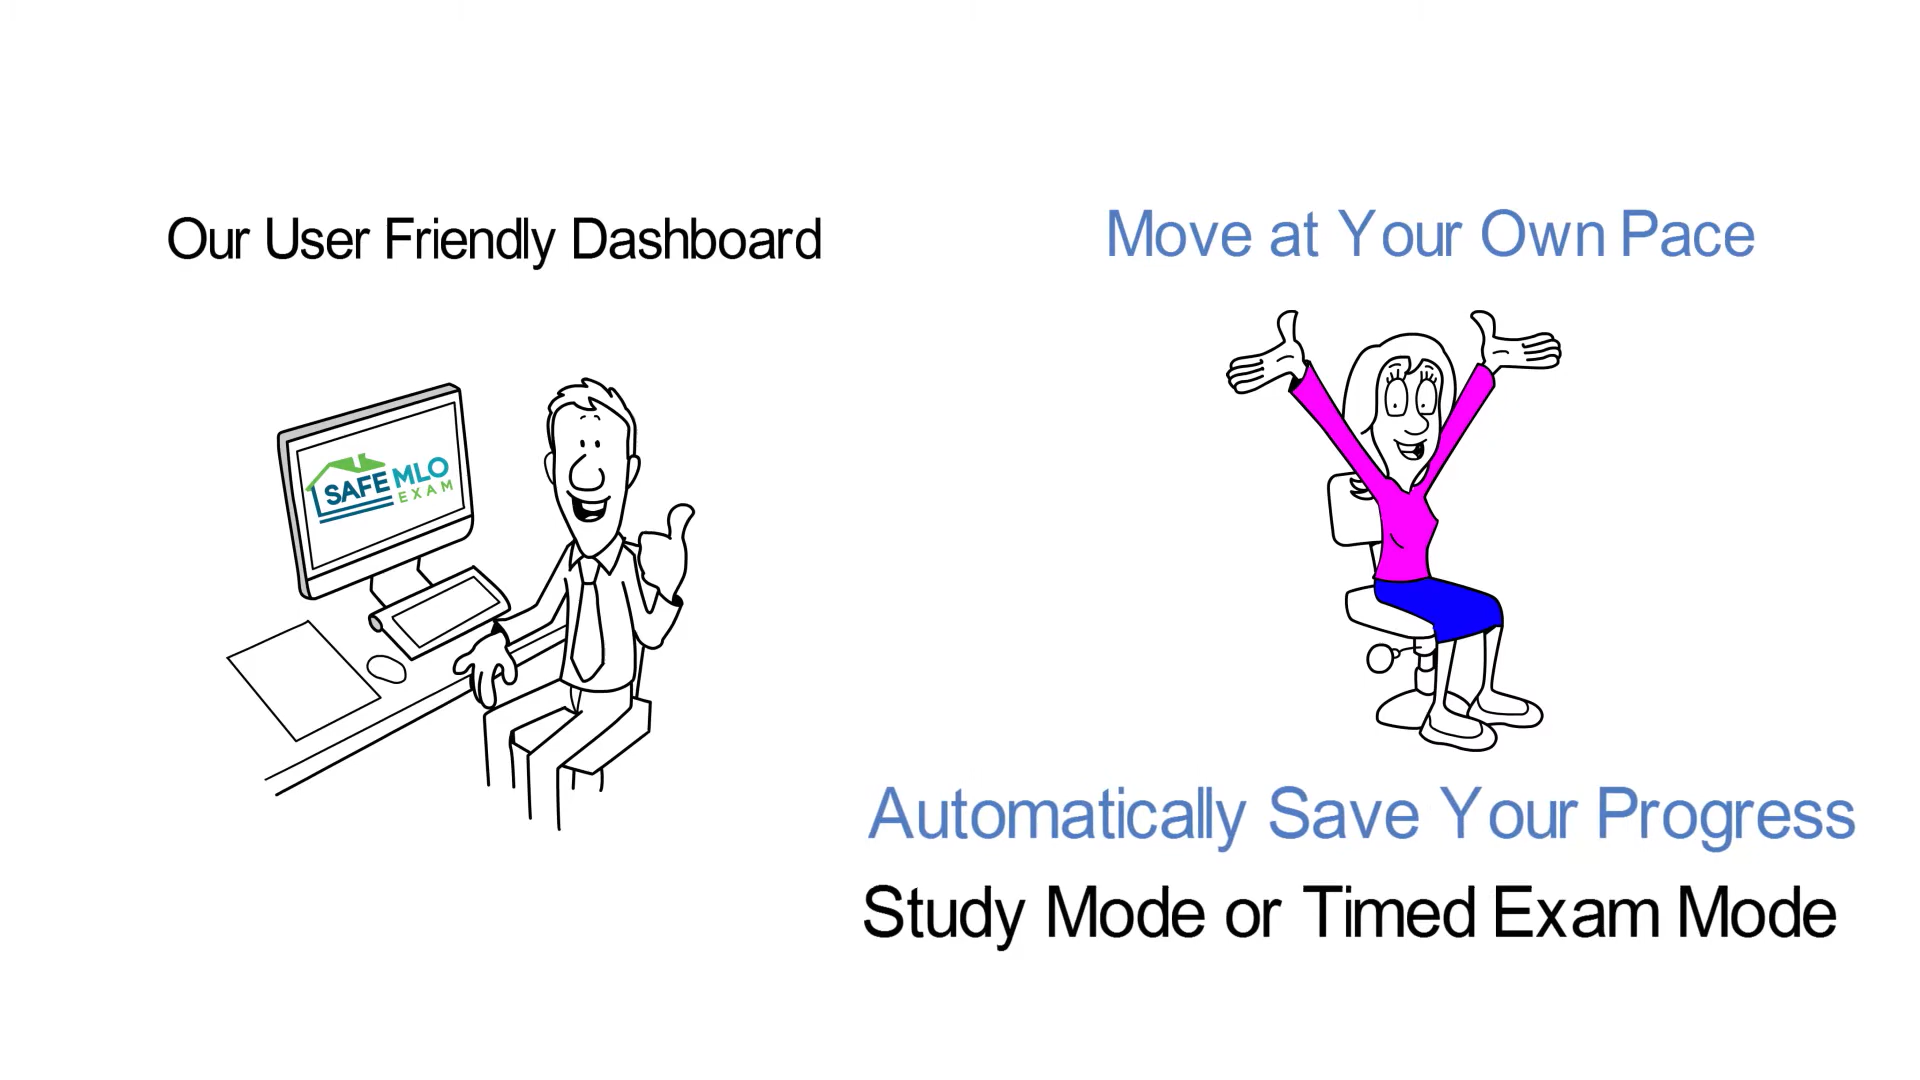 Our User Friendly Dashboard
SAFE MLO
EXAM
Move at Your Own Pace
Automatically Save Your Progress
Study Mode or Timed Exam Mode